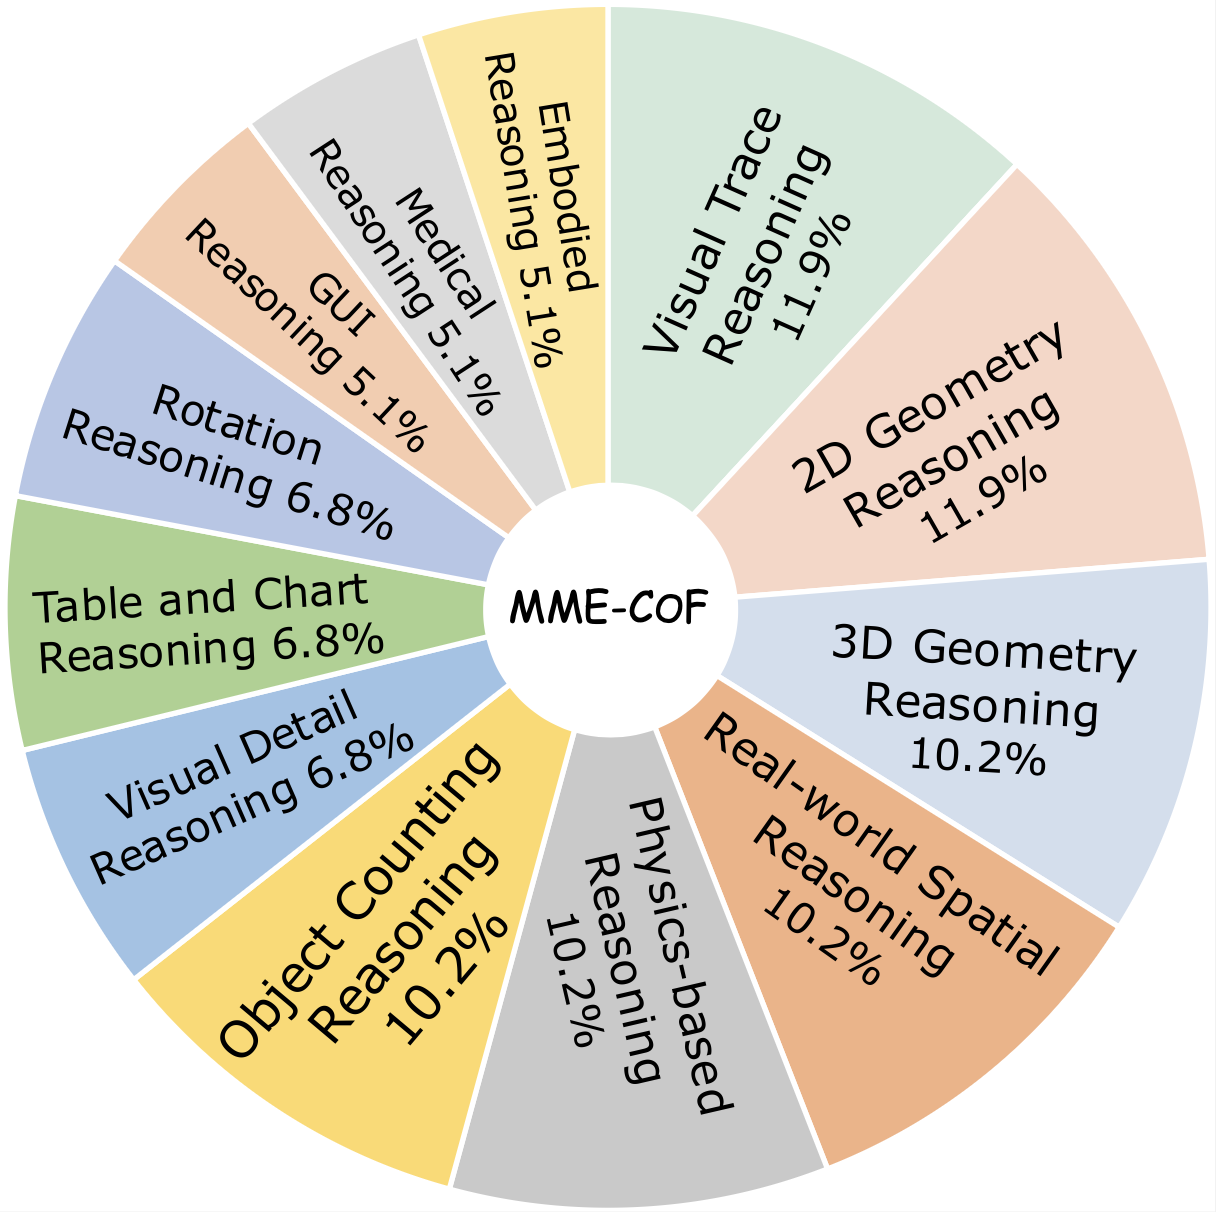 Visual Trace
Reasoning
11.9%
2D Geometry
Reasoning
11.9%
3D Geometry
Reasoning
10.2%
Real-world Spatial
Reasoning
10.2%
Physics-based
Reasoning
10.2%
Object Counting
Reasoning
10.2%
Visual Detail
Reasoning 6.8%
Table and Chart
Reasoning 6.8%
Rotation
Reasoning 6.8%
GUI
Reasoning 5.1%
Medical
Reasoning 5.1%
Embodied
Reasoning 5.1%
MME-COF